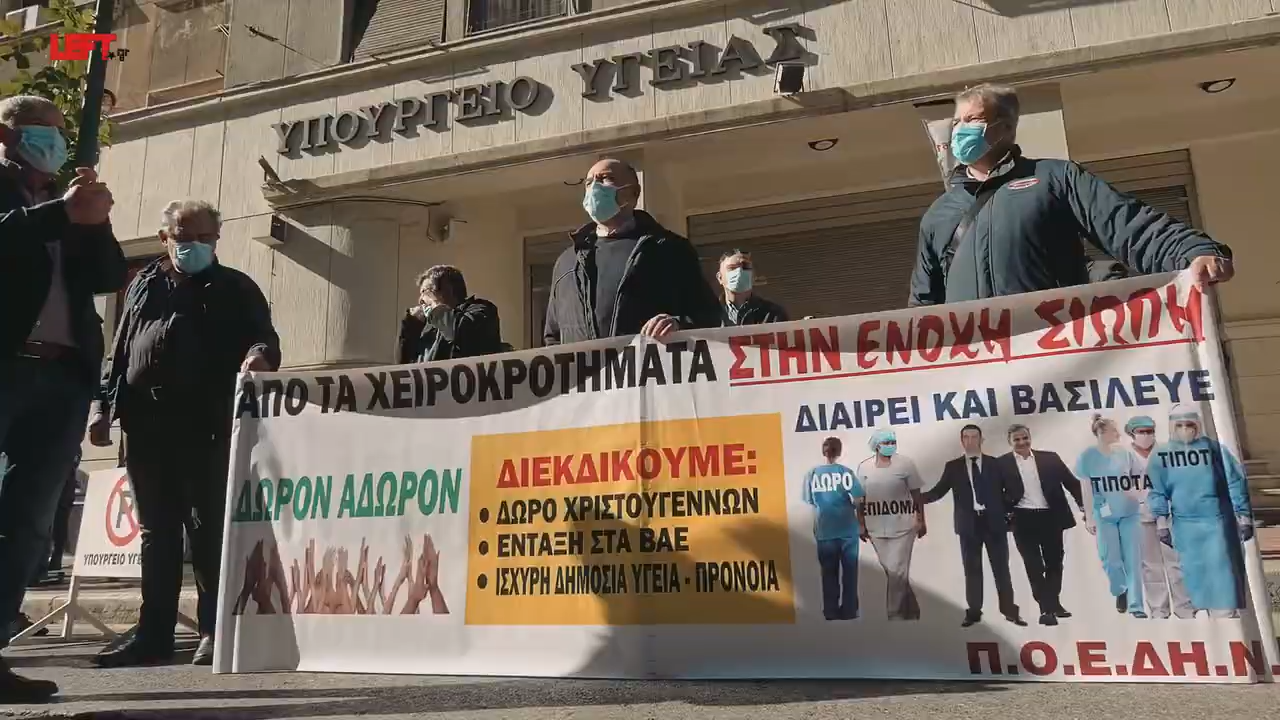 LEFT.gr
ΥΠΟΥΡΓΕΙΟ ΥΓΕΙΑΣ
ΑΠΟ ΤΑ ΧΕΙΡΟΚΡΟΤΗΜΑΤΑ ΣΤΗΝ ΕΝΟΧΗ ΣΙΩΠΗ
ΔΩΡΟΝ ΑΔΩΡΟΝ
ΔΙΕΚΔΙΚΟΥΜΕ:
• ΔΩΡΟ ΧΡΙΣΤΟΥΓΕΝΝΩΝ
• ΕΝΤΑΞΗ ΣΤΑ ΒΑΕ
• ΙΣΧΥΡΗ ΔΗΜΟΣΙΑ ΥΓΕΙΑ - ΠΡΟΝΟΙΑ
ΔΙΑΙΡΕΙ ΚΑΙ ΒΑΣΙΛΕΥΕ
ΔΩΡΟ
ΕΠΙΔΟΜΑ
ΤΙΠΟΤΑ
ΤΙΠΟΤΑ
Π.Ο.Ε.ΔΗ.Ν.
ΥΠΟΥΡΓΕΙΟ ΥΓΕ